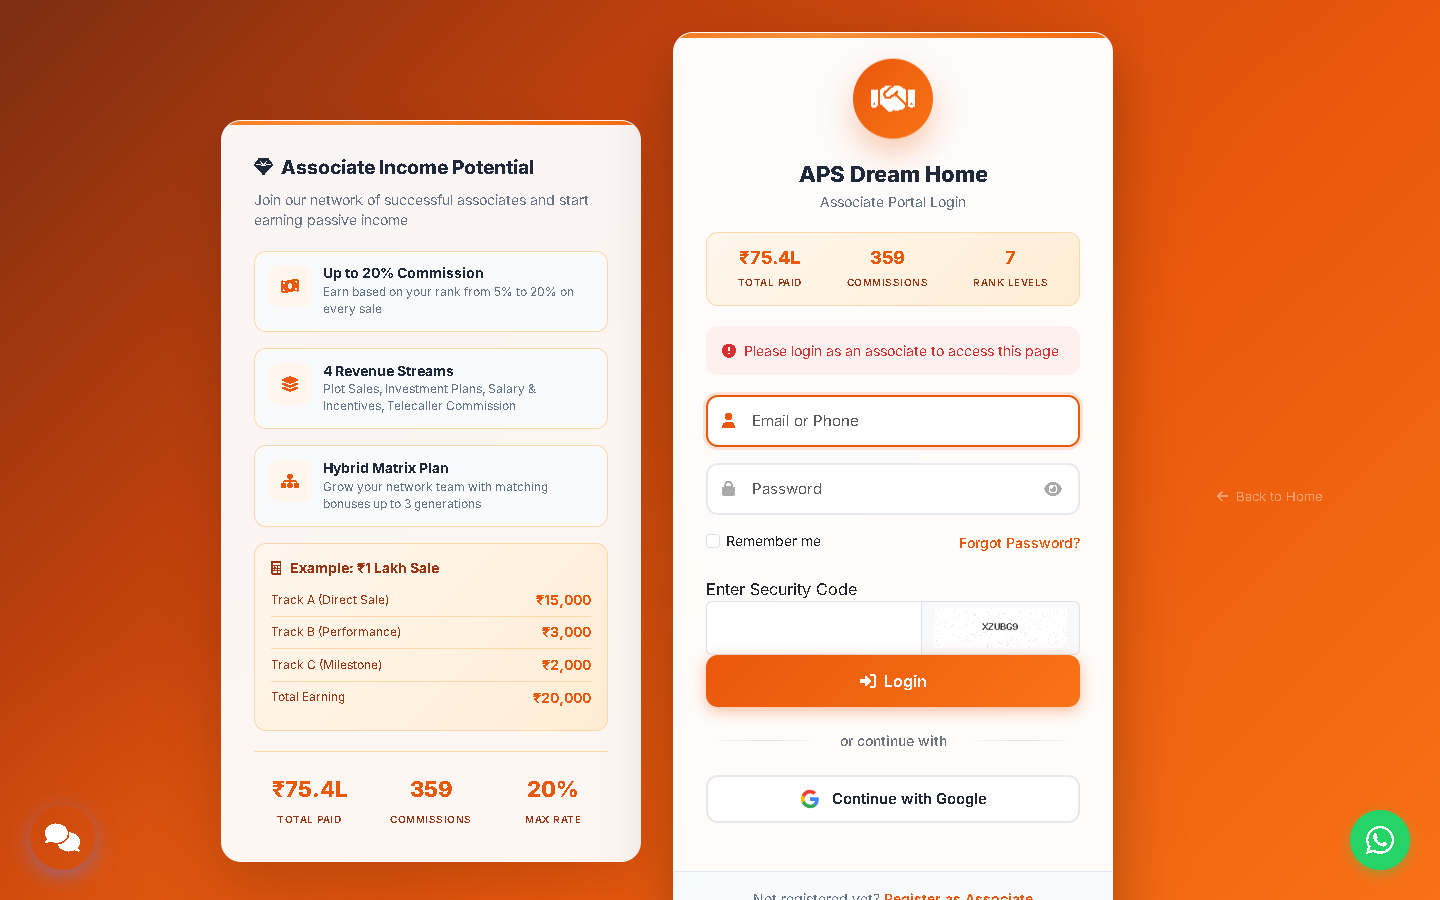 Associate Income Potential
Join our network of successful associates and start
earning passive income
Up to 20% Commission
Earn based on your rank from 5% to 20% on
every sale
4 Revenue Streams
Plot Sales, Investment Plans, Salary &
Incentives, Telecaller Commission
Hybrid Matrix Plan
Grow your network team with matching
bonuses up to 3 generations
Example: ₹1 Lakh Sale
Track A (Direct Sale) ₹15,000
Track B (Performance) ₹3,000
Track C (Milestone) ₹2,000
Total Earning ₹20,000
₹75.4L 359 20%
TOTAL PAID COMMISSIONS MAX RATE
APS Dream Home
Associate Portal Login
₹75.4L 359 7
TOTAL PAID COMMISSIONS RANK LEVELS
Please login as an associate to access this page
Email or Phone
Password
Remember me Forgot Password?
Enter Security Code
XZUBG9
Login
or continue with
Continue with Google
Not registered yet? Register as Associate
Back to Home